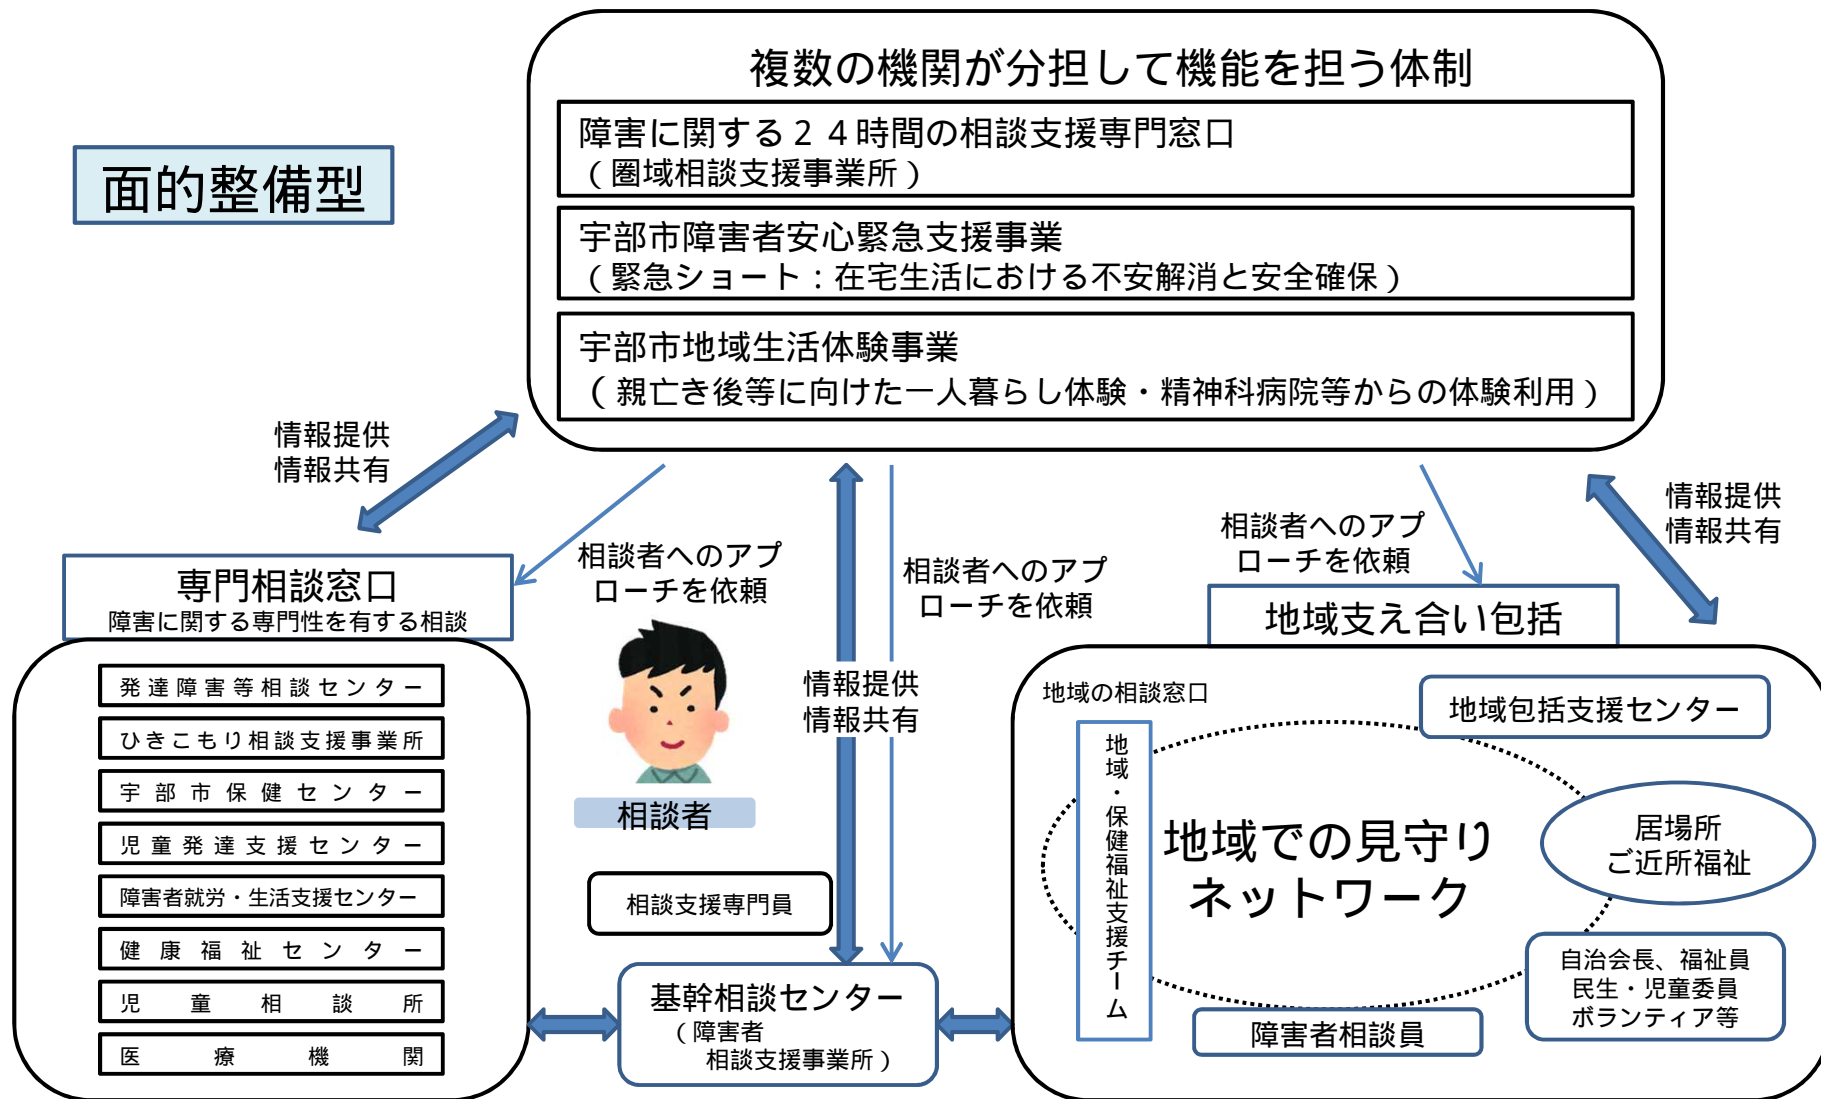 複数の機関が分担して機能を担う体制
障害に関する２４時間の相談支援専門窓口
（圏域相談支援事業所）
面的整備型
宇部市障害者安心緊急支援事業
（緊急ショート：在宅生活における不安解消と安全確保）
宇部市地域生活体験事業
（親亡き後等に向けた一人暮らし体験・精神科病院等からの体験利用）
情報提供
情報共有
相談者へのアプ
ローチを依頼
相談者へのアプ
ローチを依頼
相談者へのアプ
ローチを依頼
情報提供
情報共有
専門相談窓口
障害に関する専門性を有する相談
発達障害等相談センター
ひきこもり相談支援事業所
宇部市保健センター
児童発達支援センター
障害者就労・生活支援センター
健康福祉センター
児童相談所
医療機関
相談者
情報提供
情報共有
相談支援専門員
基幹相談センター
（障害者
相談支援事業所）
地域支え合い包括
地域の相談窓口
地域包括支援センター
地域・保健福祉支援チーム
地域での見守り
ネットワーク
居場所
ご近所福祉
自治会長、福祉員
民生・児童委員
ボランティア等
障害者相談員